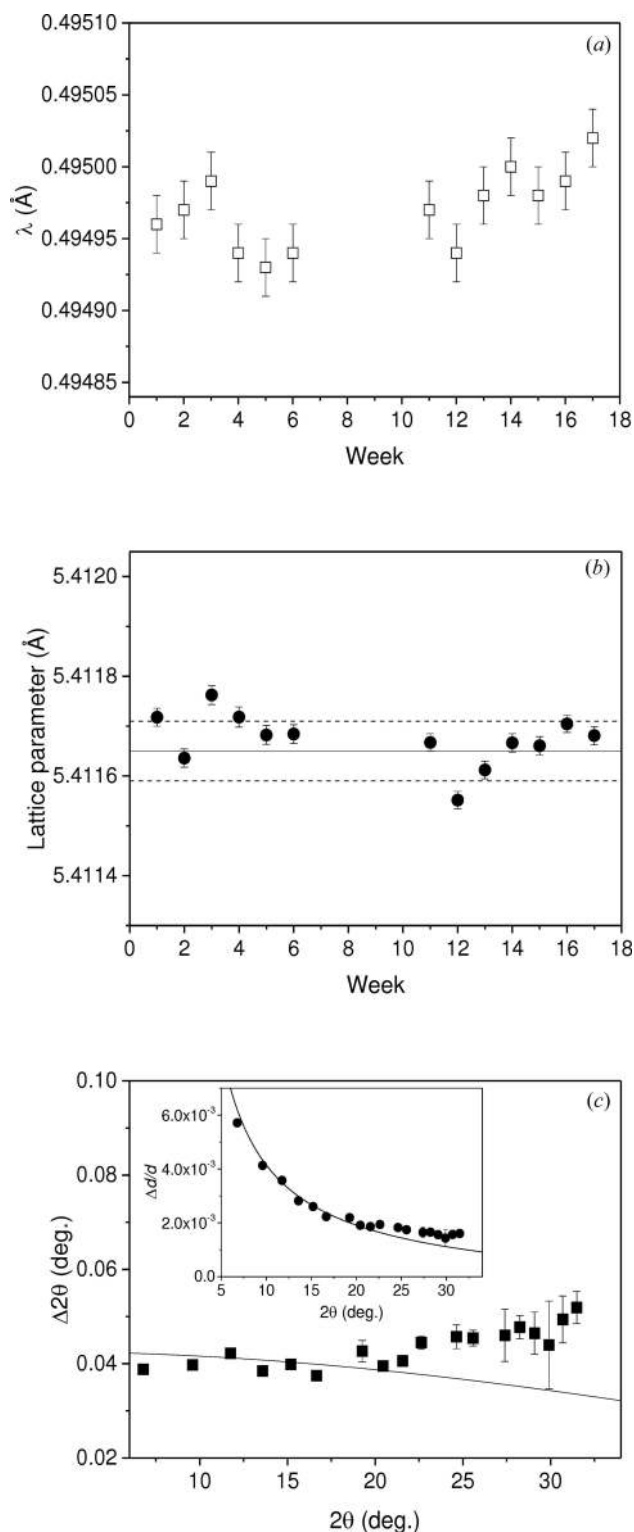 (a)
0.49510
0.49505
0.49500
0.49495
0.49490
0.49485
λ (Å)
0 2 4 6 8 10 12 14 16 18
Week
(b)
5.4120
5.4118
5.4116
5.4114
Lattice parameter (Å)
0 2 4 6 8 10 12 14 16 18
Week
(c)
0.10
0.08
0.06
0.04
0.02
Δ2θ (deg.)
6.0x10⁻³
4.0x10⁻³
2.0x10⁻³
0.0
Δd/d
5 10 15 20 25 30
2θ (deg.)
10 15 20 25 30
2θ (deg.)